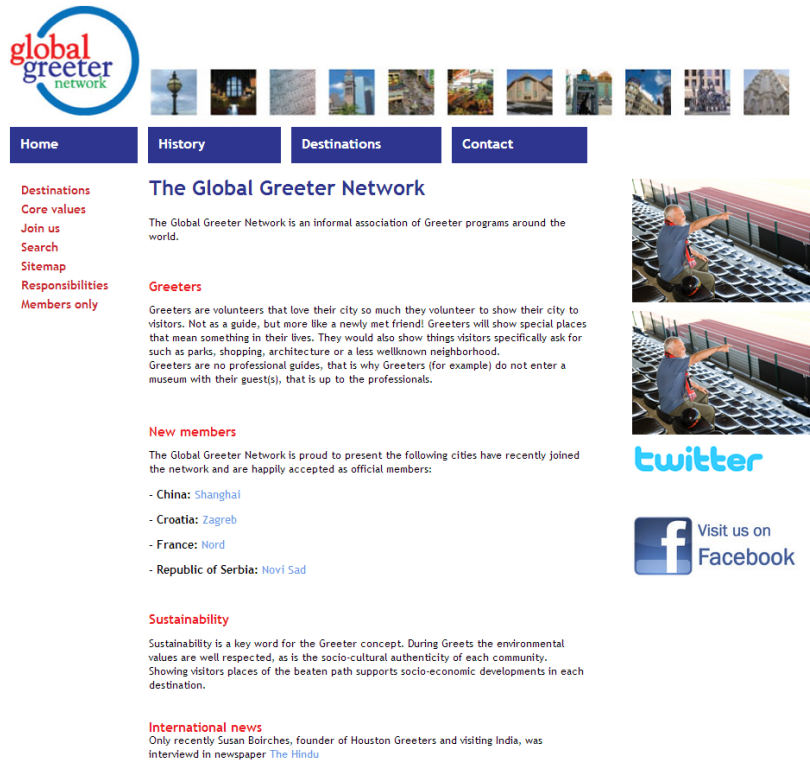 global
greeter
network
Home
History
Destinations
Contact
Destinations
Core values
Join us
Search
Sitemap
Responsibilities
Members only
The Global Greeter Network
The Global Greeter Network is an informal association of Greeter programs around the
world.
Greeters
Greeters are volunteers that love their city so much they volunteer to show their city to
visitors. Not as a guide, but more like a newly met friend! Greeters will show special places
that mean something in their lives. They would also show things visitors specifically ask for
such as parks, shopping, architecture or a less wellknown neighborhood.
Greeters are no professional guides, that is why Greeters (for example) do not enter a
museum with their guest(s), that is up to the professionals.
New members
The Global Greeter Network is proud to present the following cities have recently joined
the network and are happily accepted as official members:
- China: Shanghai
- Croatia: Zagreb
- France: Nord
- Republic of Serbia: Novi Sad
Sustainability
Sustainability is a key word for the Greeter concept. During Greets the environmental
values are well respected, as is the socio-cultural authenticity of each community.
Showing visitors places of the beaten path supports socio-economic developments in each
destination.
International news
Only recently Susan Boirches, founder of Houston Greeters and visiting India, was
interviewd in newspaper The Hindu
twitter
f
Visit us on
Facebook